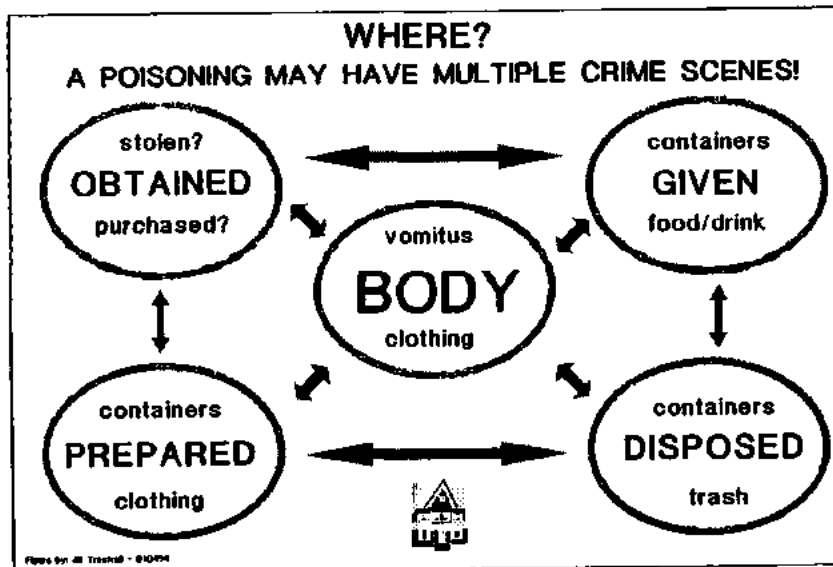 WHERE?
A POISONING MAY HAVE MULTIPLE CRIME SCENES!
stolen?
OBTAINED
purchased?
containers
GIVEN
food/drink
vomitus
BODY
clothing
containers
PREPARED
clothing
containers
DISPOSED
trash